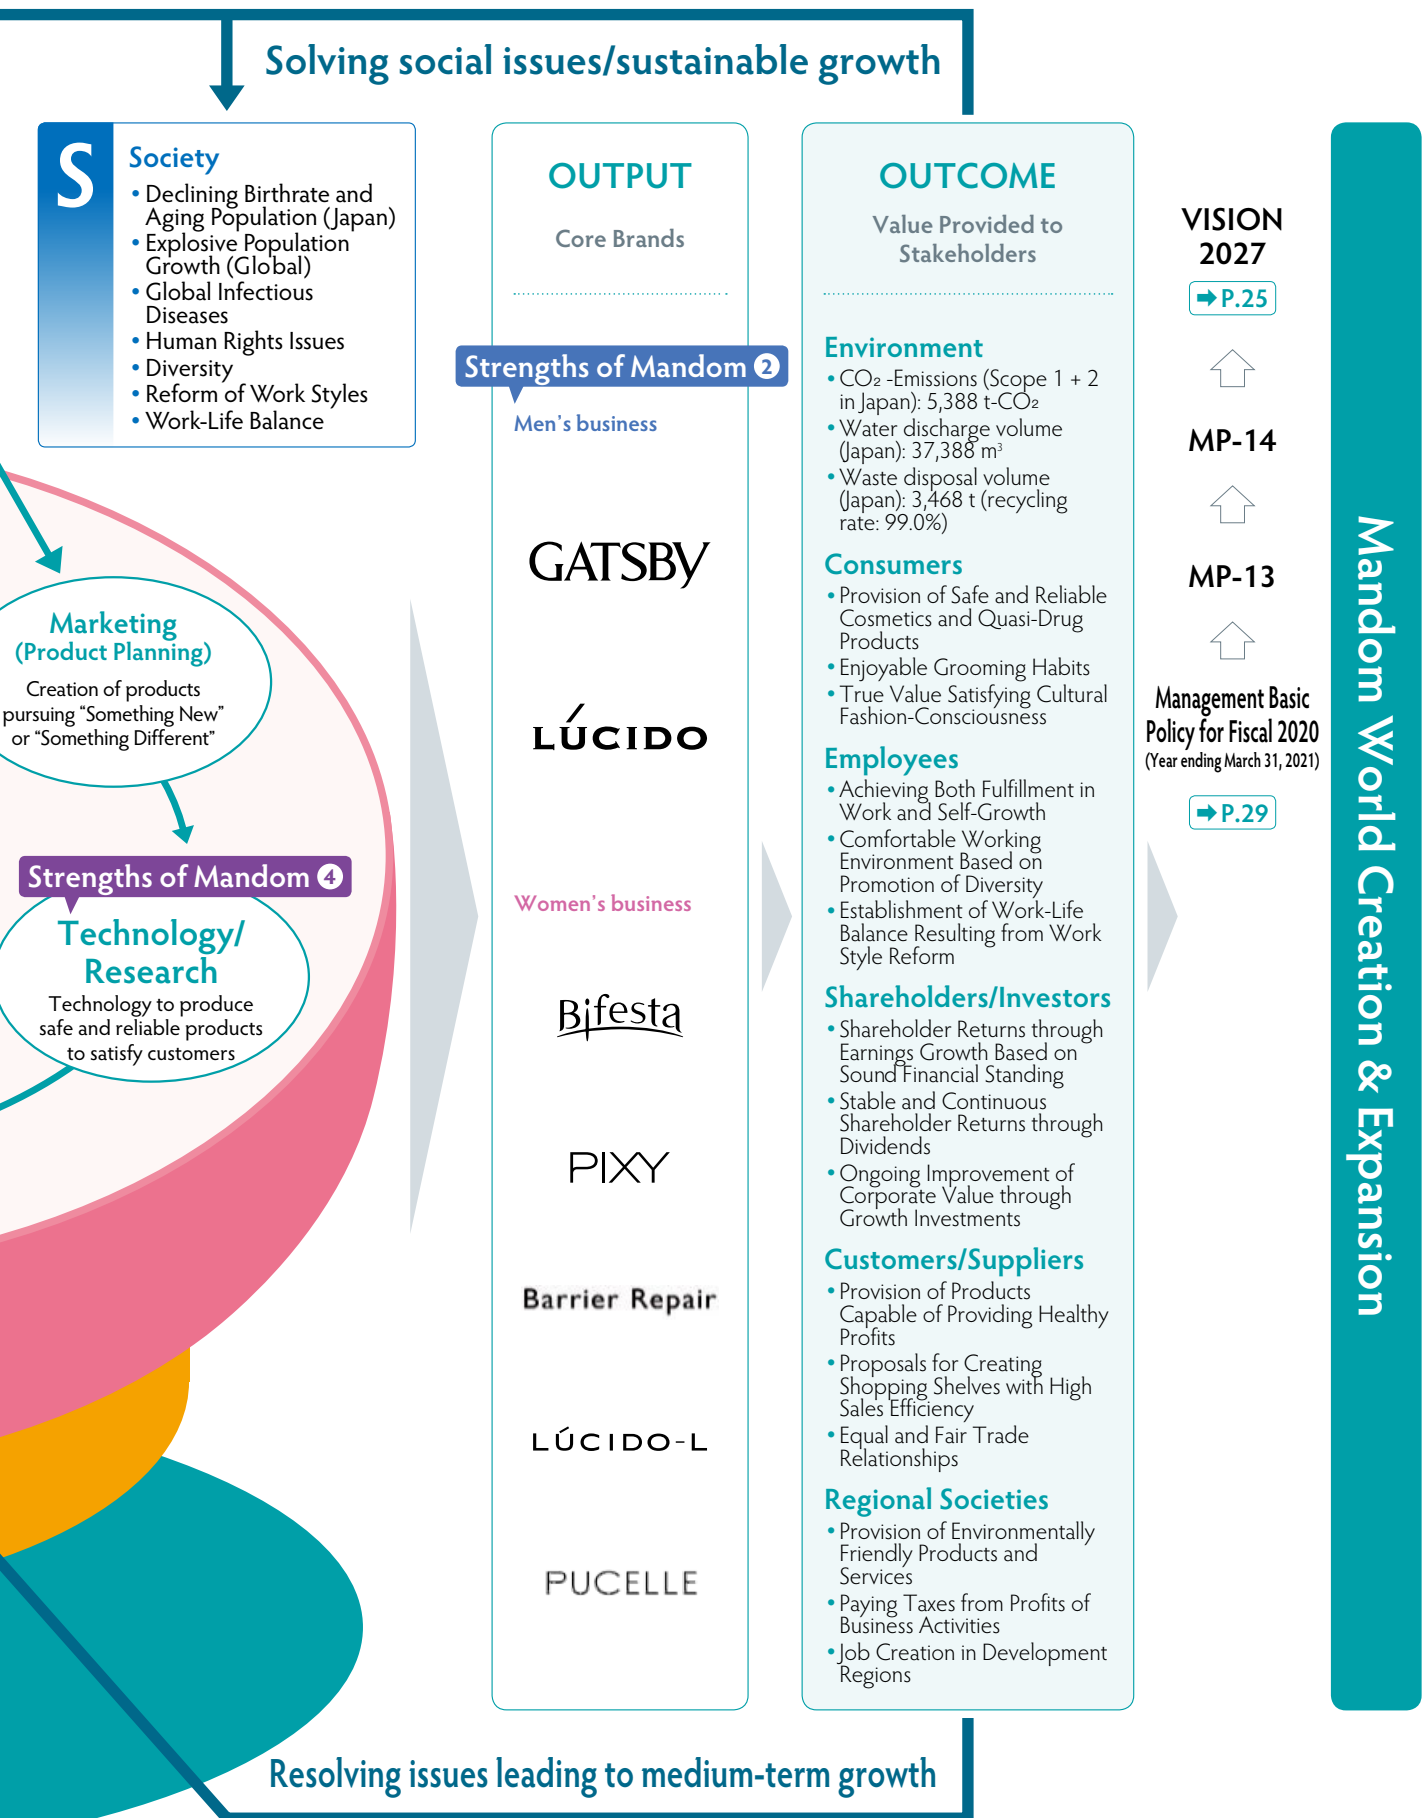 Solving social issues/sustainable growth
S
Society
• Declining Birthrate and
Aging Population (Japan)
• Explosive Population
Growth (Global)
• Global Infectious
Diseases
• Human Rights Issues
• Diversity
• Reform of Work Styles
• Work-Life Balance
Marketing
(Product Planning)
Creation of products
pursuing “Something New”
or “Something Different”
Strengths of Mandom 4
Technology/
Research
Technology to produce
safe and reliable products
to satisfy customers
OUTPUT
Core Brands
Strengths of Mandom 2
Men's business
GATSBY
LÚCIDO
Women's business
Bifesta
PIXY
Barrier Repair
LÚCIDO-L
PUCELLE
OUTCOME
Value Provided to
Stakeholders
Environment
• CO₂ -Emissions (Scope 1 + 2
in Japan): 5,388 t-CO₂
• Water discharge volume
(Japan): 37,388 m³
• Waste disposal volume
(Japan): 3,468 t (recycling
rate: 99.0%)
Consumers
• Provision of Safe and Reliable
Cosmetics and Quasi-Drug
Products
• Enjoyable Grooming Habits
• True Value Satisfying Cultural
Fashion-Consciousness
Employees
• Achieving Both Fulfillment in
Work and Self-Growth
• Comfortable Working
Environment Based on
Promotion of Diversity
• Establishment of Work-Life
Balance Resulting from Work
Style Reform
Shareholders/Investors
• Shareholder Returns through
Earnings Growth Based on
Sound Financial Standing
• Stable and Continuous
Shareholder Returns through
Dividends
• Ongoing Improvement of
Corporate Value through
Growth Investments
Customers/Suppliers
• Provision of Products
Capable of Providing Healthy
Profits
• Proposals for Creating
Shopping Shelves with High
Sales Efficiency
• Equal and Fair Trade
Relationships
Regional Societies
• Provision of Environmentally
Friendly Products and
Services
• Paying Taxes from Profits of
Business Activities
• Job Creation in Development
Regions
VISION
2027
➡ P.25
MP-14
MP-13
Management Basic
Policy for Fiscal 2020
(Year ending March 31, 2021)
➡ P.29
Mandom World Creation & Expansion
Resolving issues leading to medium-term growth